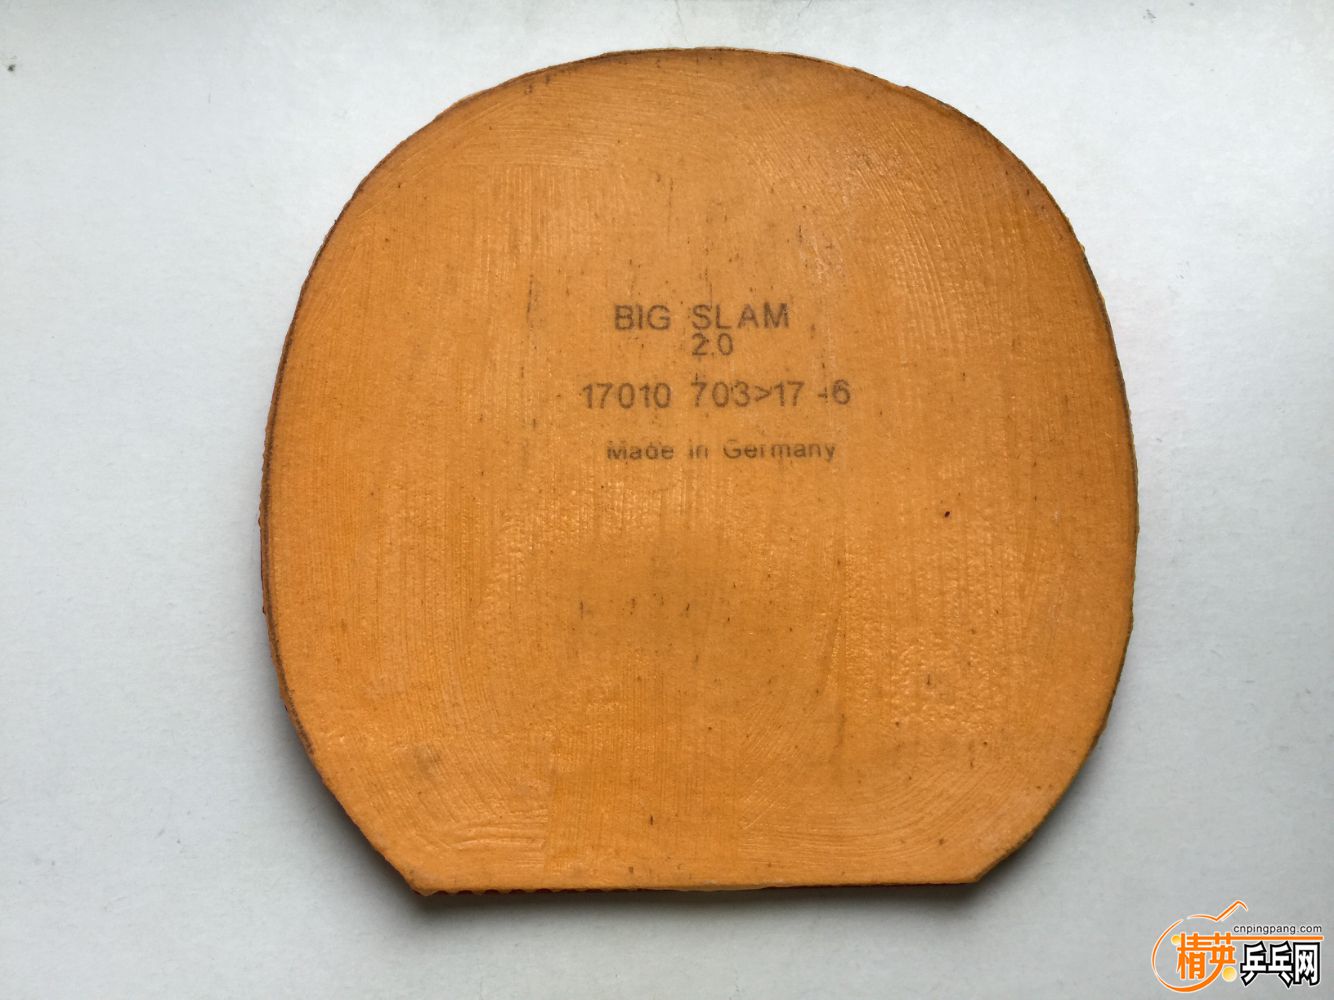 BIG SLAM
2.0
17010 703>17 -6
Made in Germany
cnpingpang.com
精英乒乓网